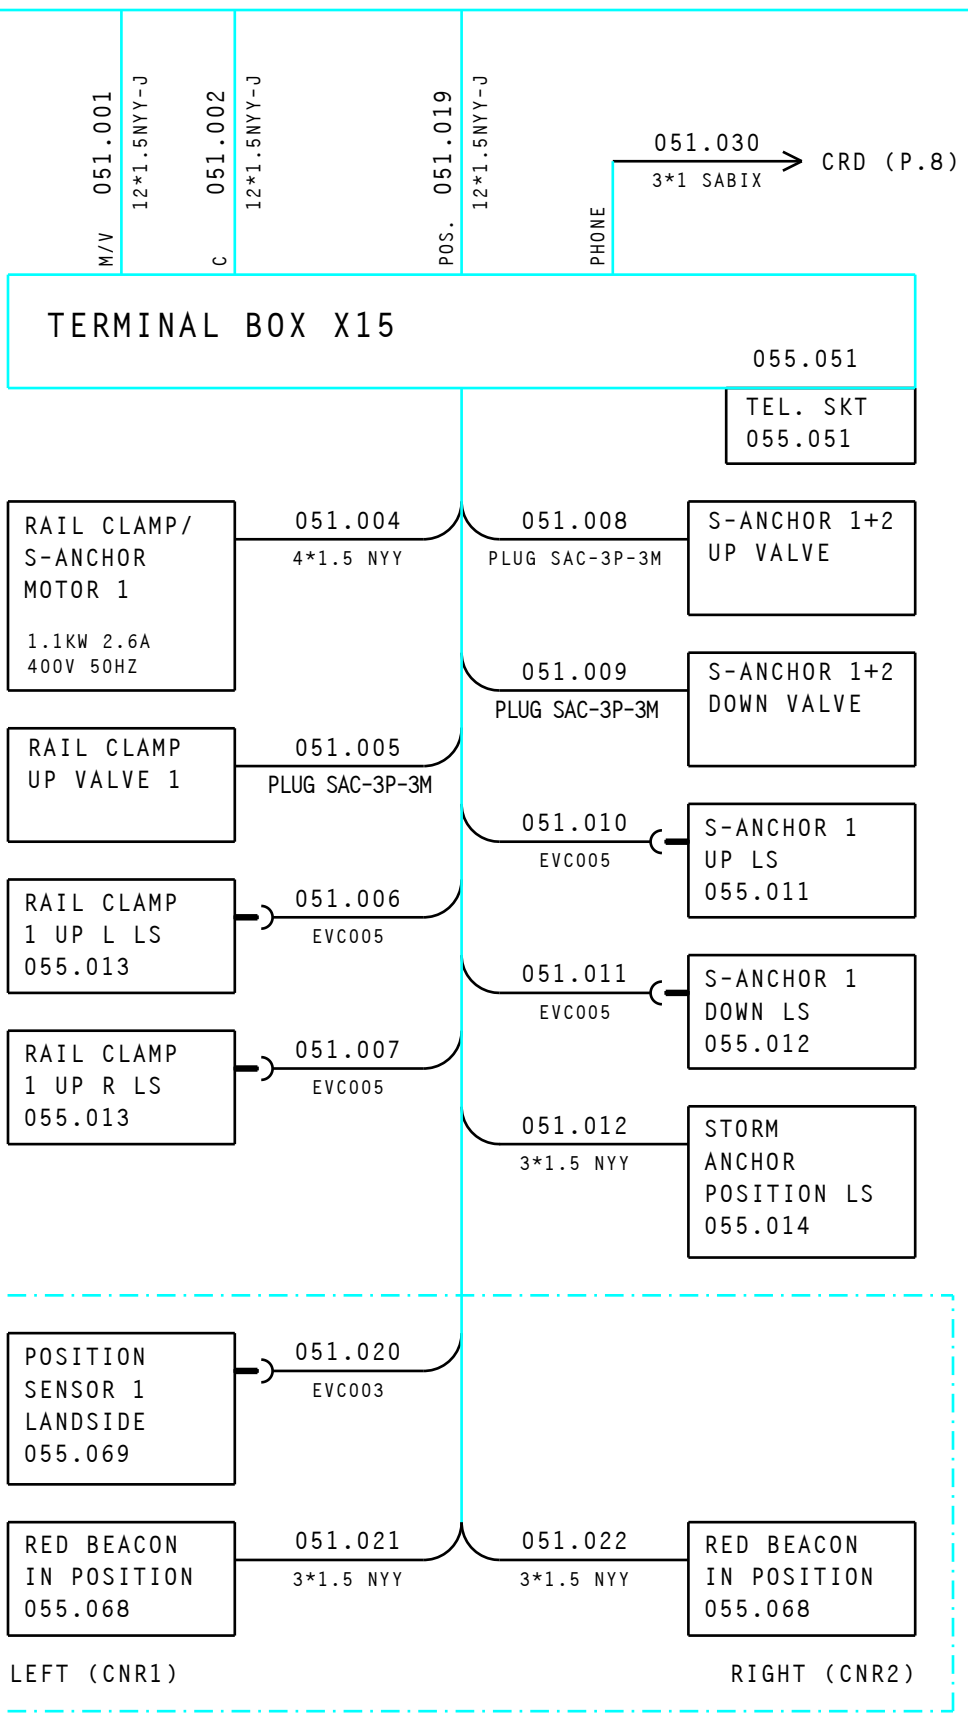 M/V 051.001
12*1.5NYY-J
C 051.002
12*1.5NYY-J
POS. 051.019
12*1.5NYY-J
PHONE
051.030
3*1 SABIX
CRD (P.8)
TERMINAL BOX X15
055.051
TEL. SKT
055.051
RAIL CLAMP/
S-ANCHOR
MOTOR 1
1.1KW 2.6A
400V 50HZ
051.004
4*1.5 NYY
051.008
PLUG SAC-3P-3M
S-ANCHOR 1+2
UP VALVE
051.009
PLUG SAC-3P-3M
S-ANCHOR 1+2
DOWN VALVE
RAIL CLAMP
UP VALVE 1
051.005
PLUG SAC-3P-3M
051.010
EVC005
S-ANCHOR 1
UP LS
055.011
RAIL CLAMP
1 UP L LS
055.013
051.006
EVC005
051.011
EVC005
S-ANCHOR 1
DOWN LS
055.012
RAIL CLAMP
1 UP R LS
055.013
051.007
EVC005
051.012
3*1.5 NYY
STORM
ANCHOR
POSITION LS
055.014
POSITION
SENSOR 1
LANDSIDE
055.069
051.020
EVC003
RED BEACON
IN POSITION
055.068
051.021
3*1.5 NYY
051.022
3*1.5 NYY
RED BEACON
IN POSITION
055.068
LEFT (CNR1)
RIGHT (CNR2)